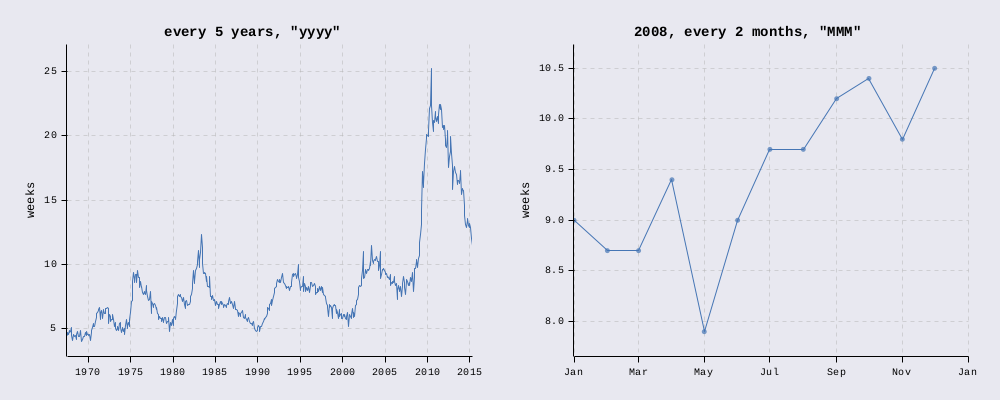 every 5 years, "yyyy"
weeks
25
20
15
10
5
1970 1975 1980 1985 1990 1995 2000 2005 2010 2015
2008, every 2 months, "MMM"
weeks
10.5
10.0
9.5
9.0
8.5
8.0
Jan Mar May Jul Sep Nov Jan